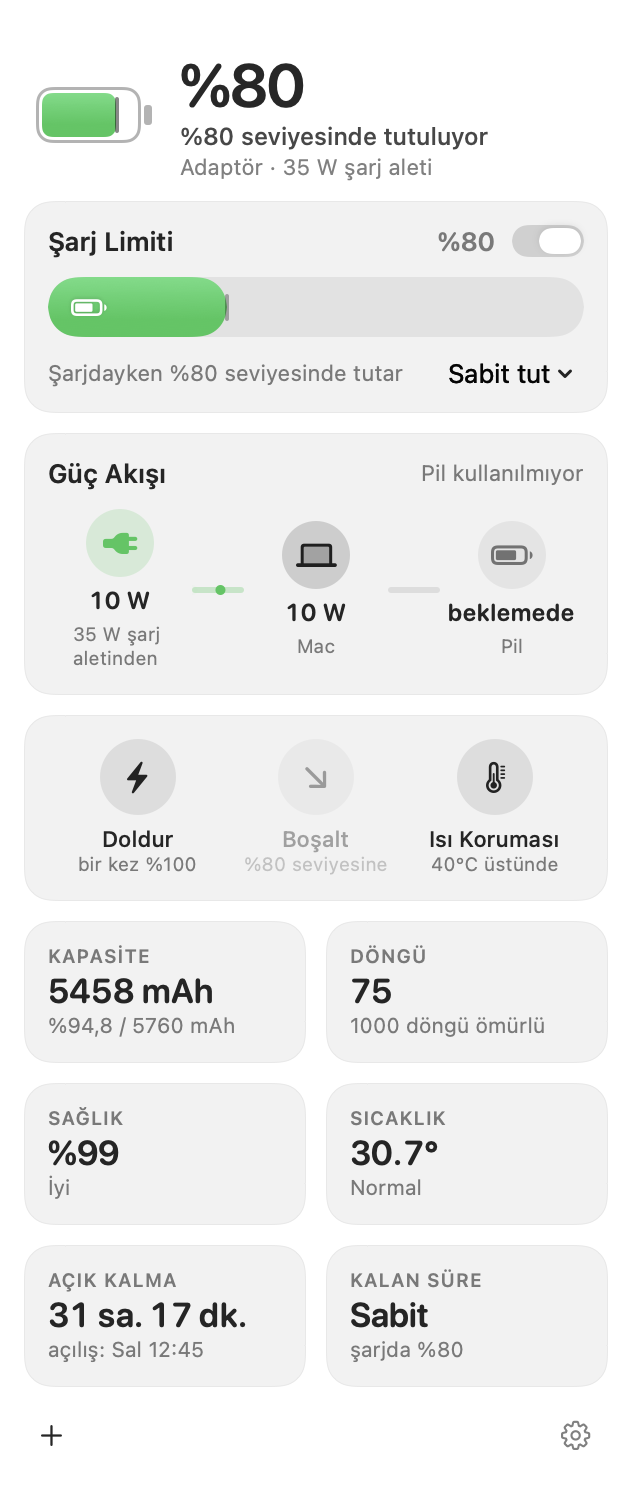 %80
%80 seviyesinde tutuluyor
Adaptör · 35 W şarj aleti
Şarj Limiti
%80
Şarjdayken %80 seviyesinde tutar
Sabit tut
Güç Akışı
Pil kullanılmıyor
10 W
35 W şarj
aletinden
10 W
Mac
beklemede
Pil
Doldur
bir kez %100
Boşalt
%80 seviyesine
Isı Koruması
40°C üstünde
KAPASİTE
5458 mAh
%94,8 / 5760 mAh
DÖNGÜ
75
1000 döngü ömürlü
SAĞLIK
%99
İyi
SICAKLIK
30.7°
Normal
AÇIK KALMA
31 sa. 17 dk.
açılış: Sal 12:45
KALAN SÜRE
Sabit
şarjda %80